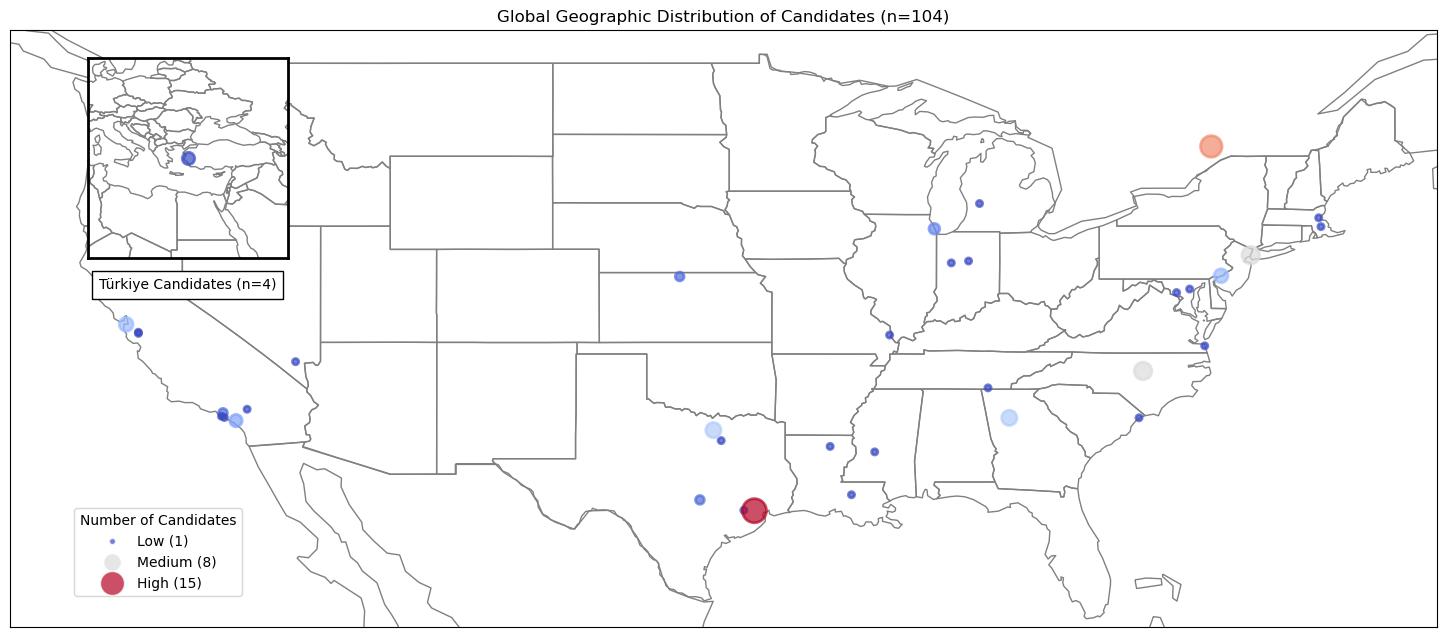 Global Geographic Distribution of Candidates (n=104)
Türkiye Candidates (n=4)
Number of Candidates
Low (1)
Medium (8)
High (15)